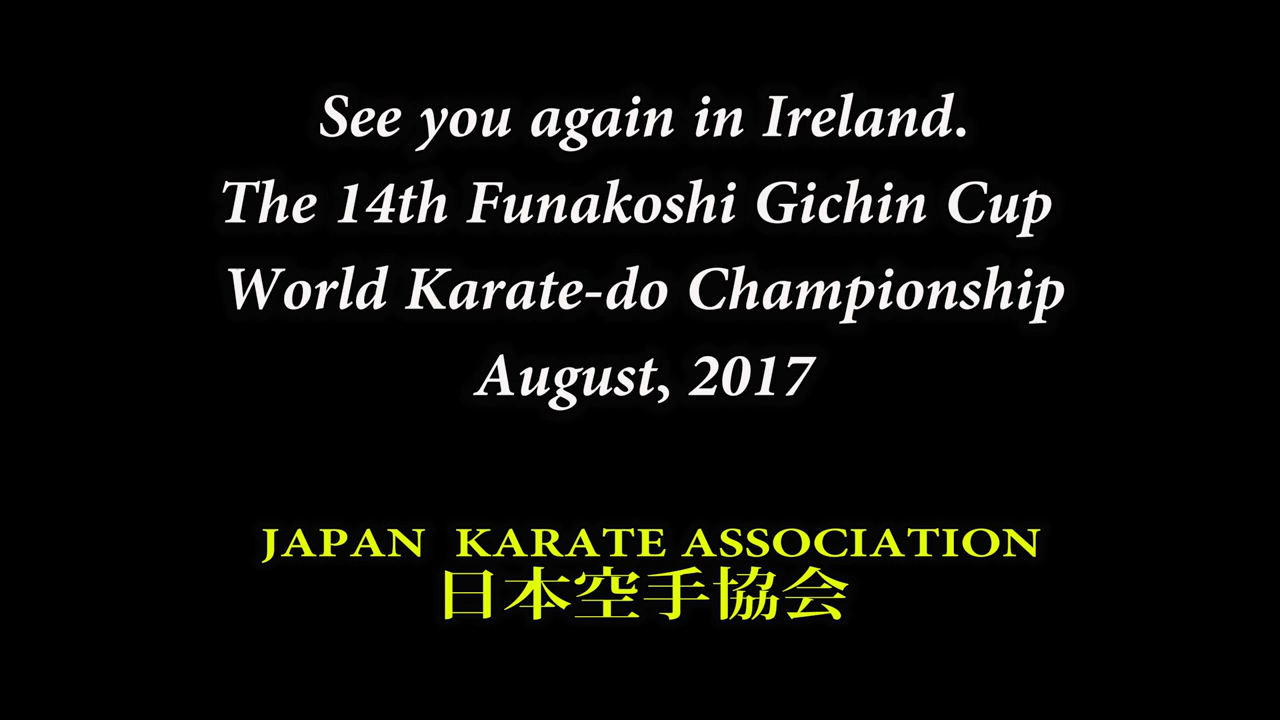 See you again in Ireland.
The 14th Funakoshi Gichin Cup
World Karate-do Championship
August, 2017
JAPAN KARATE ASSOCIATION
日本空手協会